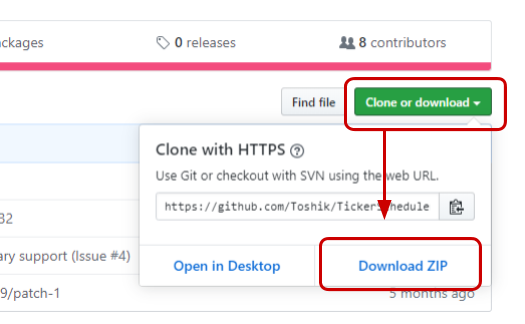 ackages 0 releases 8 contributors
Find file Clone or download
Clone with HTTPS ?
Use Git or checkout with SVN using the web URL.
https://github.com/Toshik/Ticker hedule
32
ary support (Issue #4)
Open in Desktop Download ZIP
9/patch-1 5 months ago